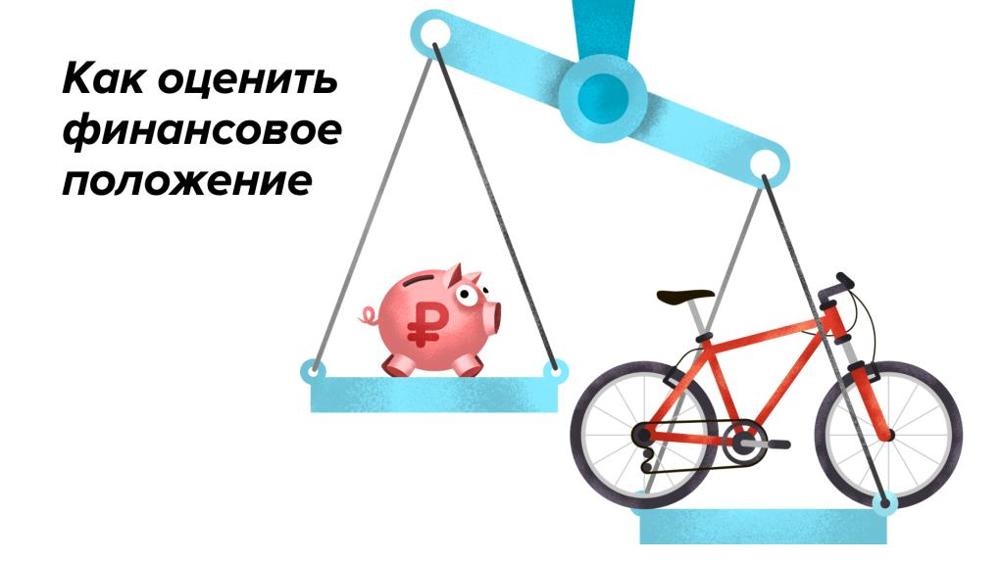 Как оценить
финансовое
положение
₽